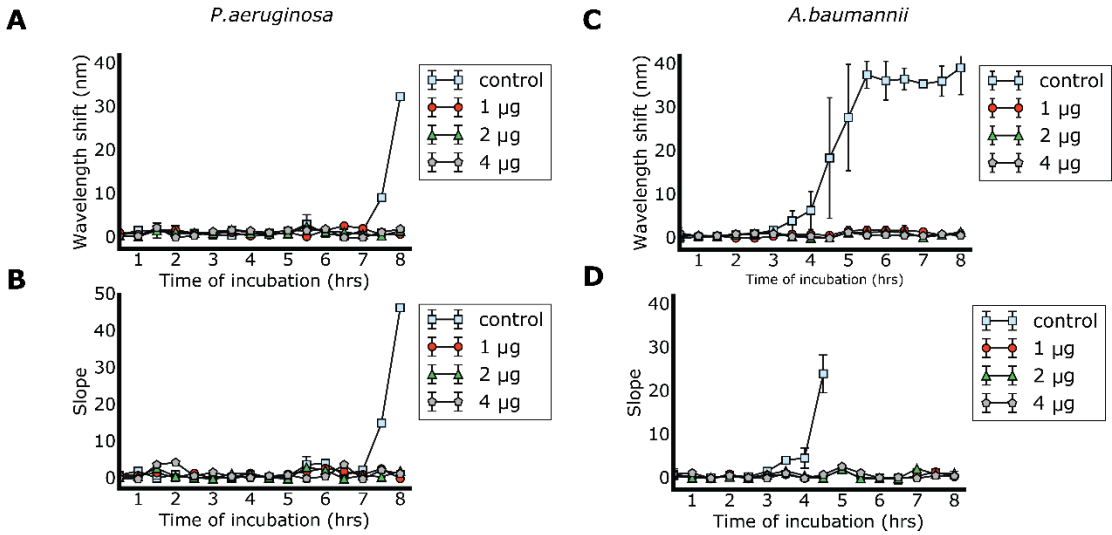 A
P.aeruginosa
Wavelength shift (nm)
40
30
20
10
0
1 2 3 4 5 6 7 8
Time of incubation (hrs)
control
1 µg
2 µg
4 µg
B
Slope
50
40
30
20
10
0
1 2 3 4 5 6 7 8
Time of incubation (hrs)
control
1 µg
2 µg
4 µg
C
A.baumannii
Wavelength shift (nm)
40
30
20
10
0
1 2 3 4 5 6 7 8
Time of incubation (hrs)
control
1 µg
2 µg
4 µg
D
Slope
40
30
20
10
0
1 2 3 4 5 6 7 8
Time of incubation (hrs)
control
1 µg
2 µg
4 µg